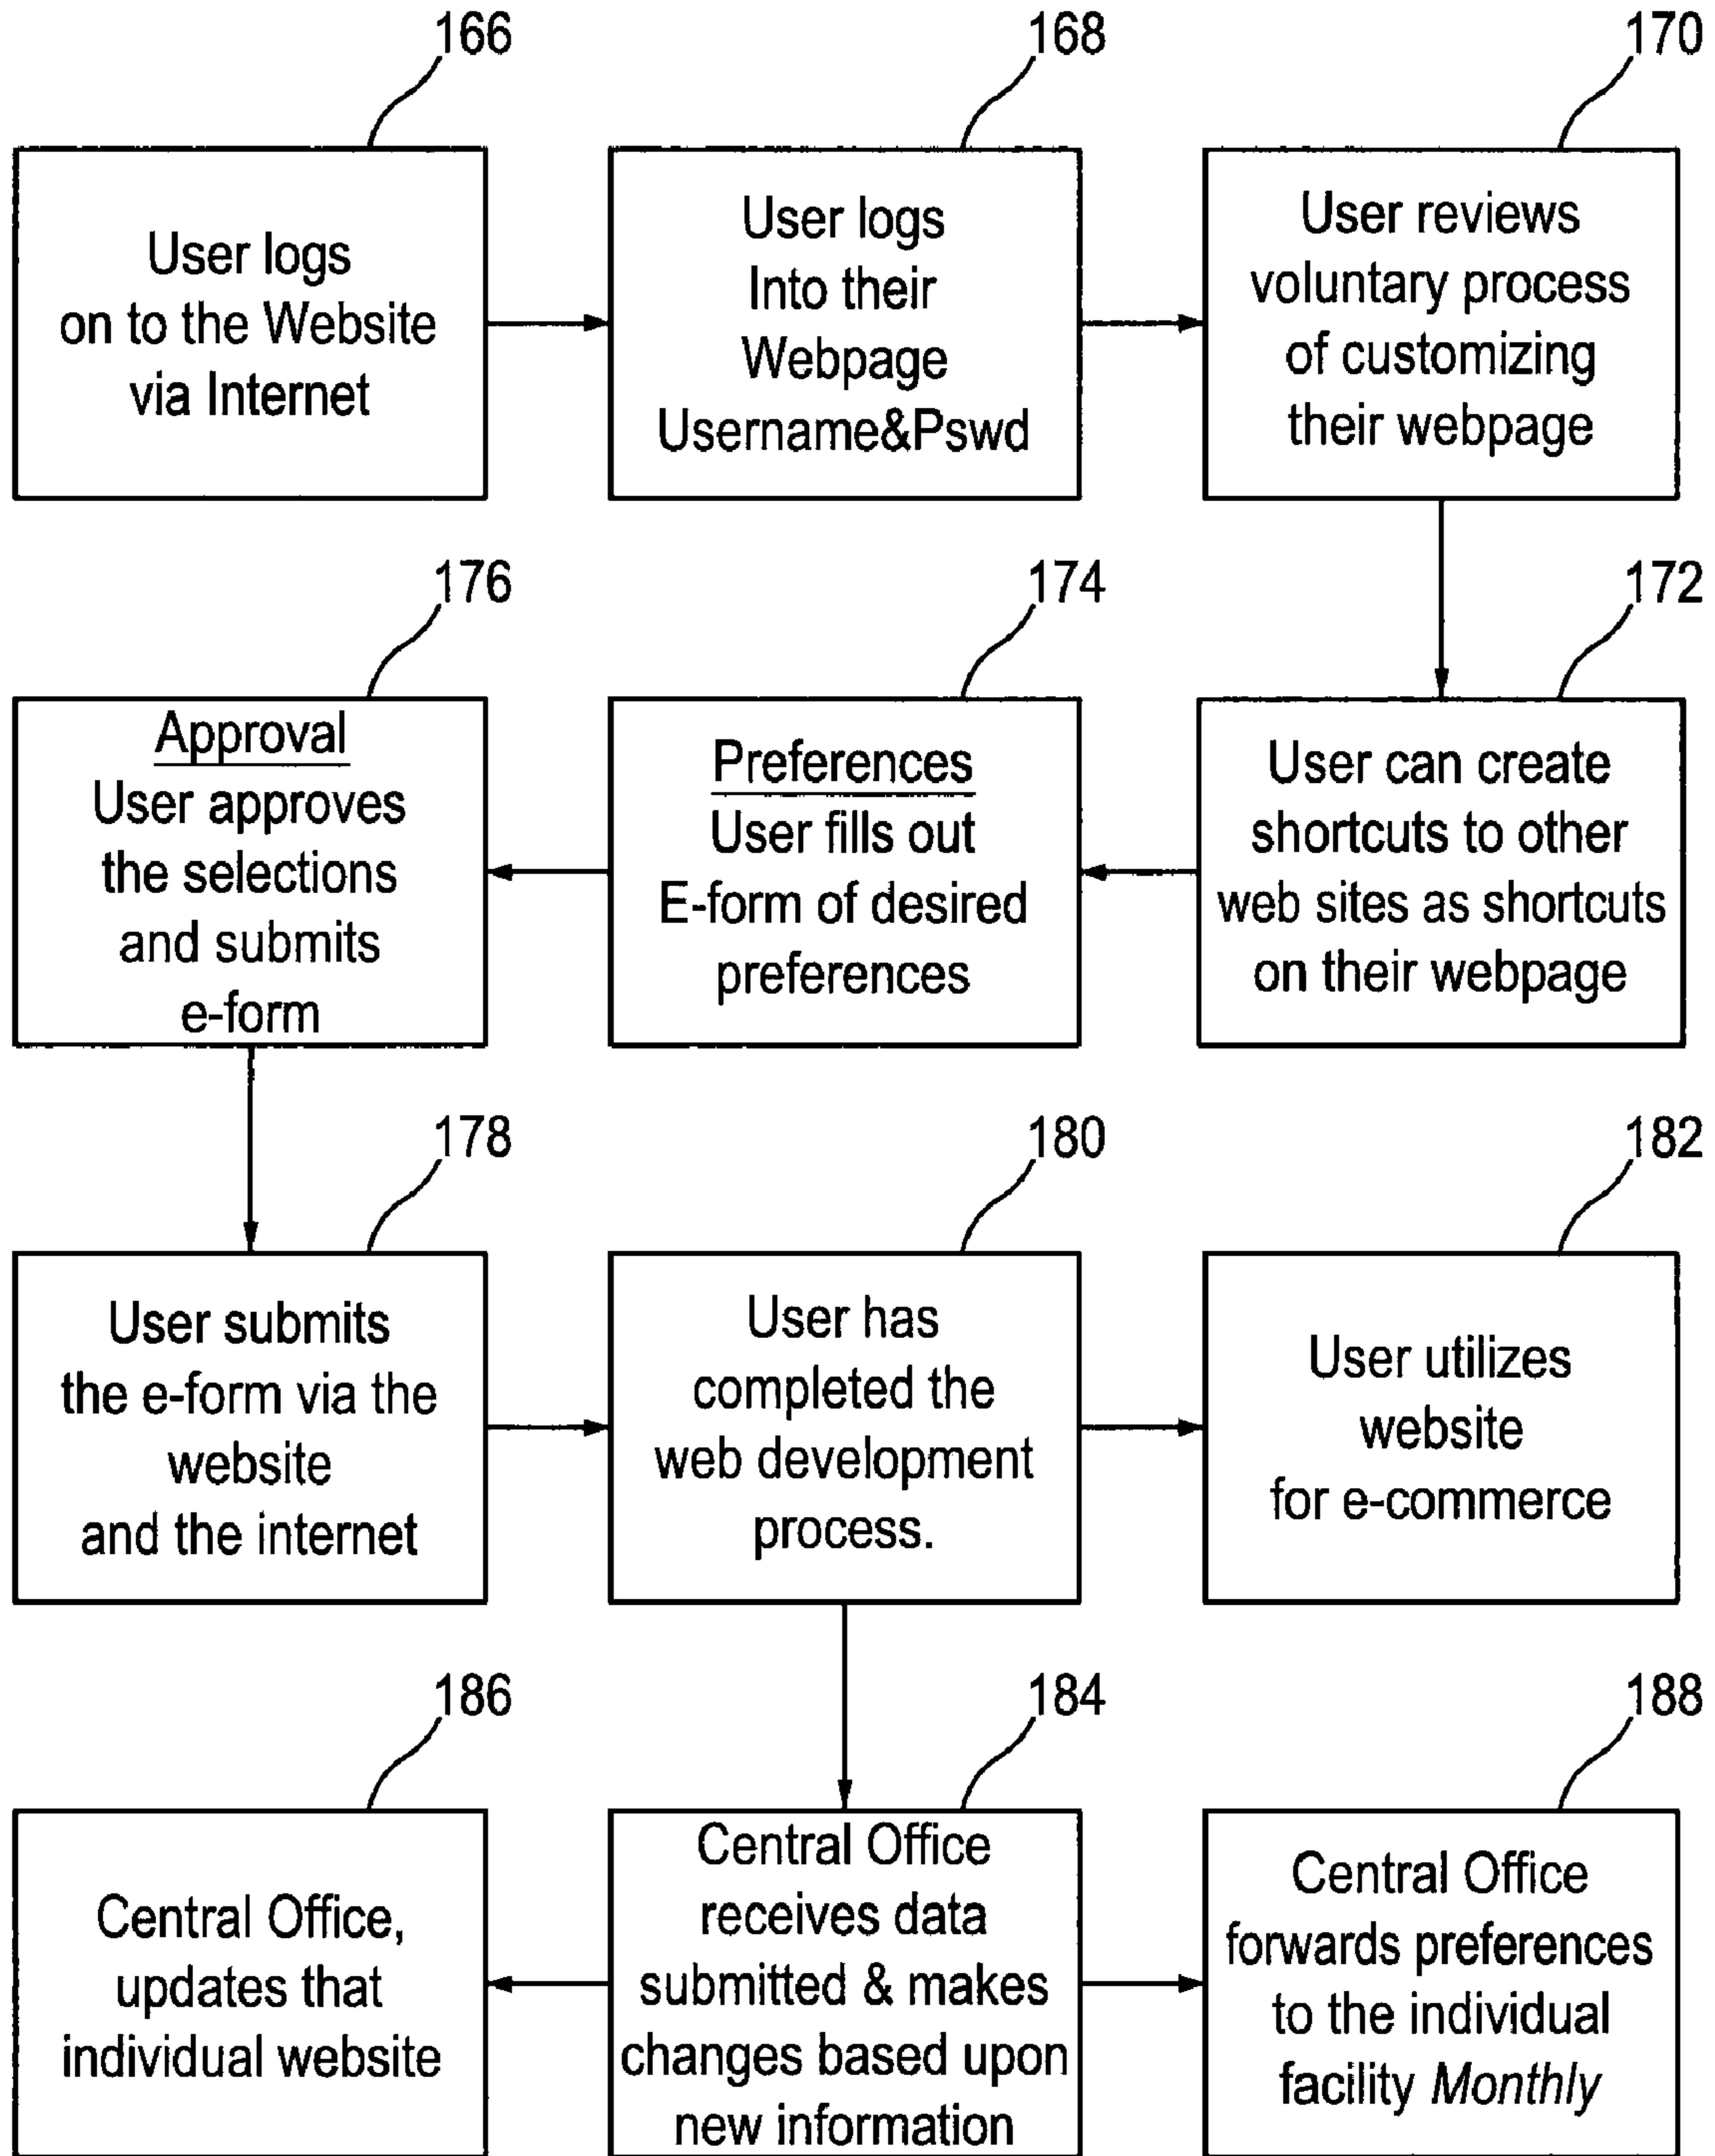 166
User logs
on to the Website
via Internet
168
User logs
Into their
Webpage
Username&Pswd
170
User reviews
voluntary process
of customizing
their webpage
172
User can create
shortcuts to other
web sites as shortcuts
on their webpage
174
Preferences
User fills out
E-form of desired
preferences
176
Approval
User approves
the selections
and submits
e-form
178
User submits
the e-form via the
website
and the internet
180
User has
completed the
web development
process.
182
User utilizes
website
for e-commerce
184
Central Office
receives data
submitted & makes
changes based upon
new information
186
Central Office,
updates that
individual website
188
Central Office
forwards preferences
to the individual
facility Monthly